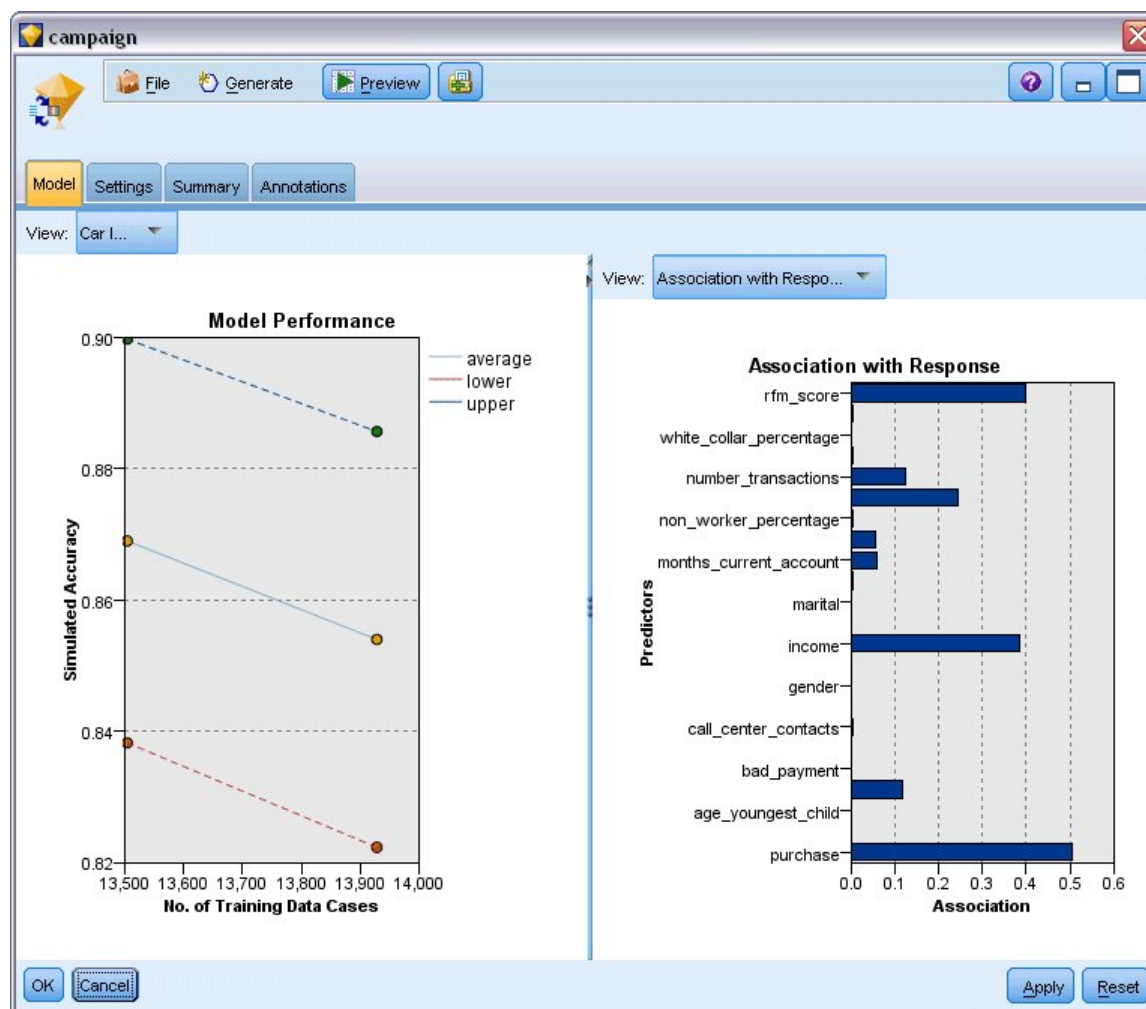 campaign
File Generate Preview
Model Settings Summary Annotations
View: Car l...
Model Performance
0.90
0.88
0.86
0.84
0.82
Simulated Accuracy
13,500 13,600 13,700 13,800 13,900 14,000
No. of Training Data Cases
average
lower
upper
View: Association with Respo...
Association with Response
rfm_score
white_collar_percentage
number_transactions
non_worker_percentage
months_current_account
marital
income
gender
call_center_contacts
bad_payment
age_youngest_child
purchase
Predictors
0.0 0.1 0.2 0.3 0.4 0.5 0.6
Association
OK Cancel Apply Reset